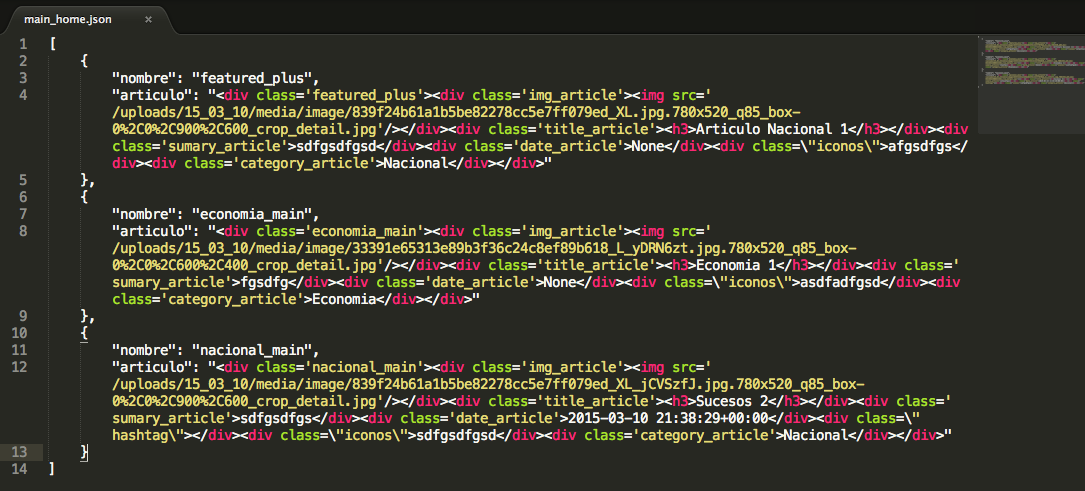 main_home.json ×
1 [
2 {
3 "nombre": "featured_plus",
4 "articulo": "<div class='featured_plus'><div class='img_article'><img src='
/uploads/15_03_10/media/image/839f24b61a1b5be82278cc5e7ff079ed_XL.jpg.780x520_q85_box-
0%2C0%2C900%2C600_crop_detail.jpg'/></div><div class='title_article'><h3>Articulo Nacional 1</h3></div><div
class='sumary_article'>sdfgsdfgsd</div><div class='date_article'>None</div><div class=\"iconos\">afgsdfgs</
div><div class='category_article'>Nacional</div></div>"
5 },
6 {
7 "nombre": "economia_main",
8 "articulo": "<div class='economia_main'><div class='img_article'><img src='
/uploads/15_03_10/media/image/33391e65313e89b3f36c24c8ef89b618_L_yDRN6zt.jpg.780x520_q85_box-
0%2C0%2C600%2C400_crop_detail.jpg'/></div><div class='title_article'><h3>Economia 1</h3></div><div class='
sumary_article'>fgsdfg</div><div class='date_article'>None</div><div class=\"iconos\">asdfadfgsd</div><div
class='category_article'>Economia</div></div>"
9 },
10 {
11 "nombre": "nacional_main",
12 "articulo": "<div class='nacional_main'><div class='img_article'><img src='
/uploads/15_03_10/media/image/839f24b61a1b5be82278cc5e7ff079ed_XL_jCVSzfJ.jpg.780x520_q85_box-
0%2C0%2C900%2C600_crop_detail.jpg'/></div><div class='title_article'><h3>Sucesos 2</h3></div><div class='
sumary_article'>sdfgsdfgs</div><div class='date_article'>2015-03-10 21:38:29+00:00</div><div class=\"
hashtag\"></div><div class=\"iconos\">sdfgsdfgsd</div><div class='category_article'>Nacional</div></div>"
13 }
14 ]